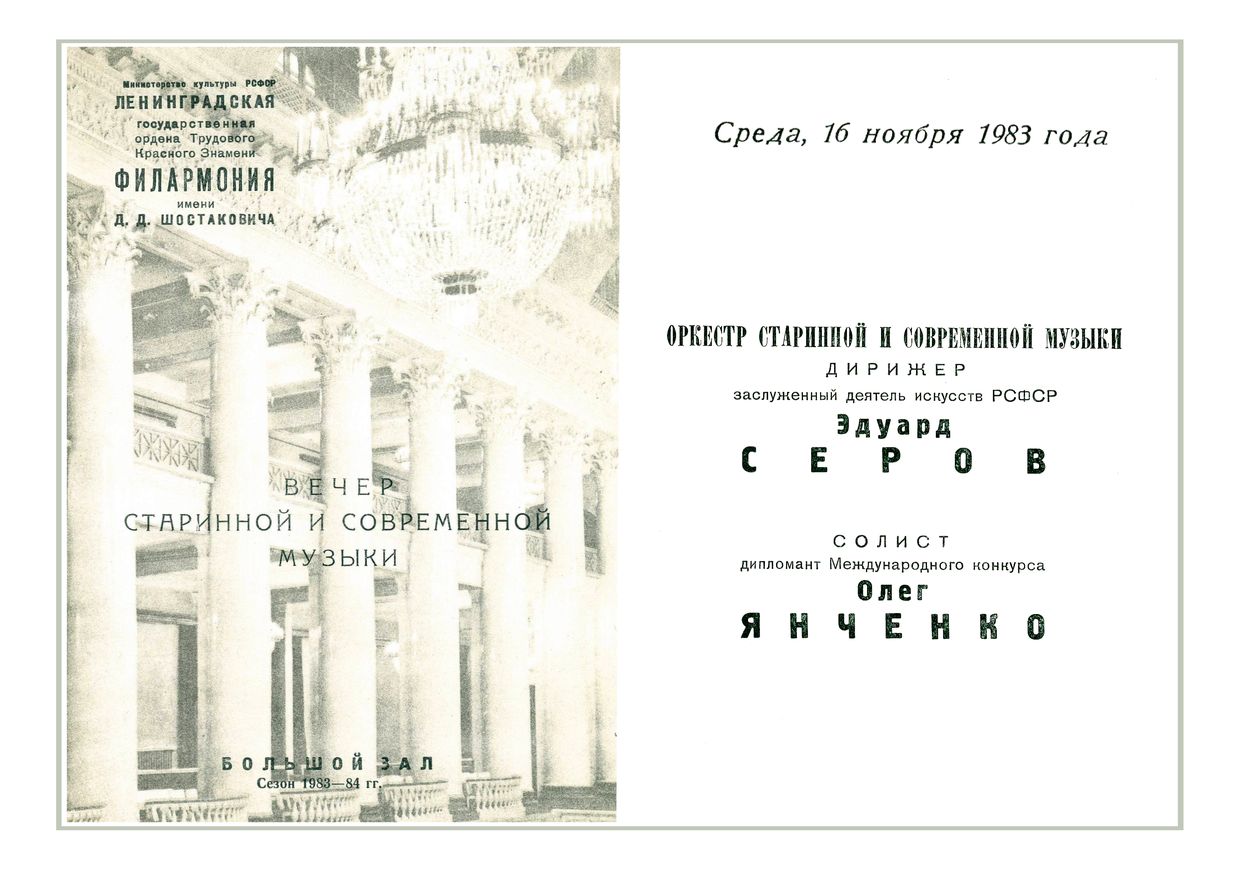 Министерство культуры РСФСР
ЛЕНИНГРАДСКАЯ
государственная
ордена Трудового
Красного Знамени
ФИЛАРМОНИЯ
имени
Д. Д. ШОСТАКОВИЧА
ВЕЧЕР
СТАРИННОЙ И СОВРЕМЕННОЙ
МУЗЫКИ
БОЛЬШОЙ ЗАЛ
Сезон 1983—84 гг.
Среда, 16 ноября 1983 года
ОРКЕСТР СТАРИННОЙ И СОВРЕМЕННОЙ МУЗЫКИ
ДИРИЖЕР
заслуженный деятель искусств РСФСР
Эдуард
СЕРОВ
СОЛИСТ
дипломант Международного конкурса
Олег
ЯНЧЕНКО